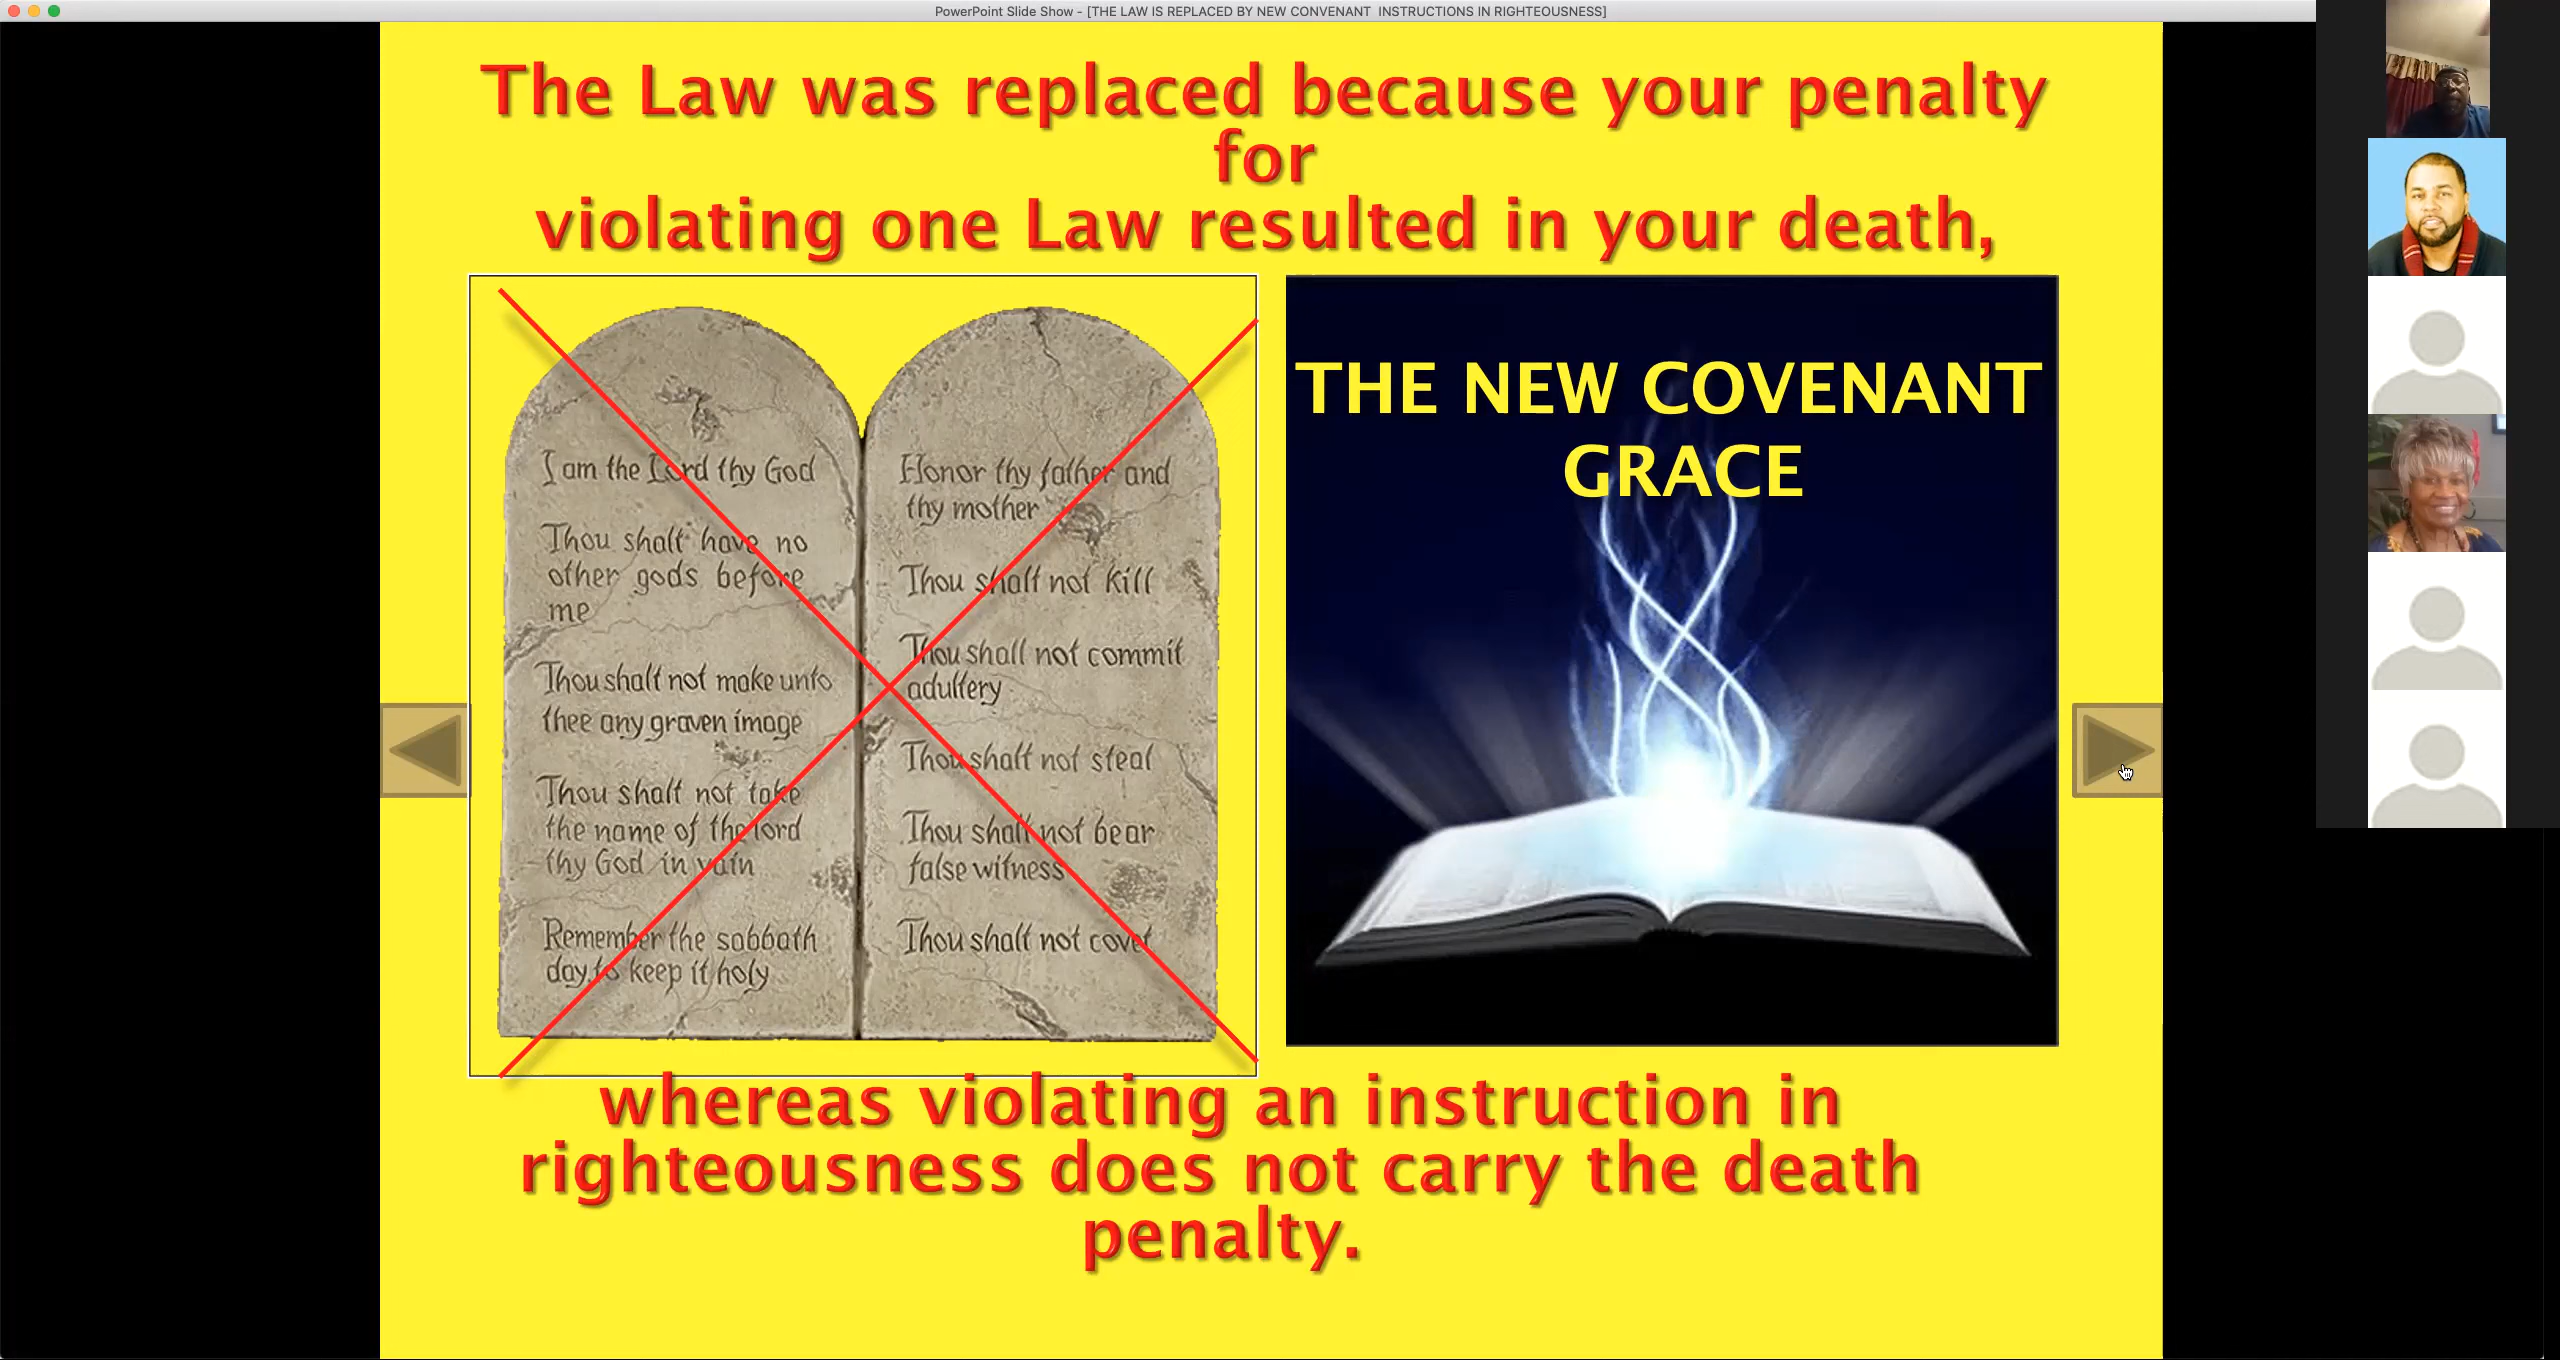 PowerPoint Slide Show - [THE LAW IS REPLACED BY NEW CONVENANT  INSTRUCTIONS IN RIGHTEOUSNESS]
The Law was replaced because your penalty
for
violating one Law resulted in your death,
I am the Lord thy God
Thou shalt have no
other gods before
me
Thou shalt not make unto
thee any graven image
Thou shalt not take
the name of the lord
thy God in vain
Remember the sabbath
day, to keep it holy
Honor thy father and
thy mother
Thou shalt not kill
Thou shall not commit
adultery
Thou shalt not steal
Thou shalt not bear
false witness
Thou shalt not covet
THE NEW COVENANT
GRACE
whereas violating an instruction in
righteousness does not carry the death
penalty.